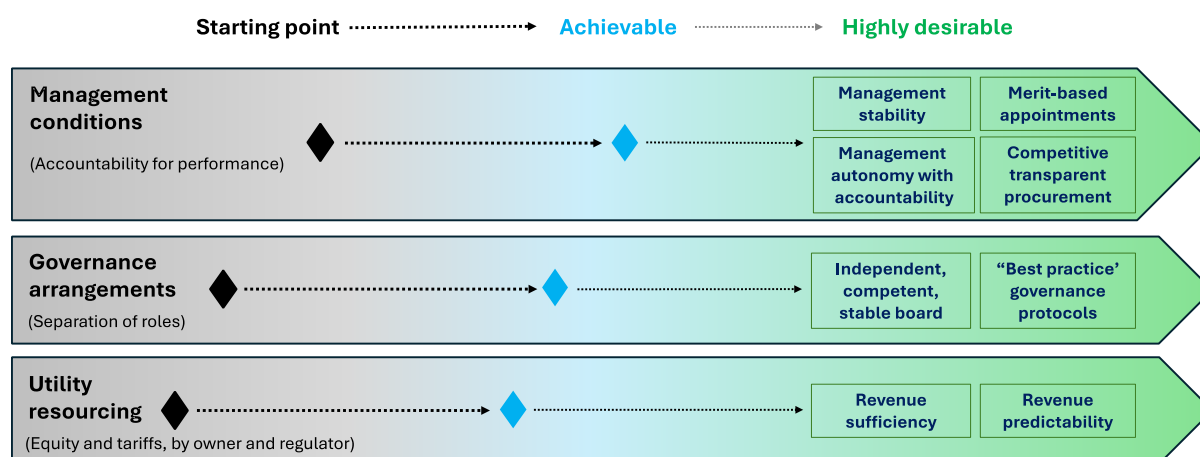 Starting point Achievable Highly desirable
Management
conditions
(Accountability for performance)
Management
stability
Merit-based
appointments
Management
autonomy with
accountability
Competitive
transparent
procurement
Governance
arrangements
(Separation of roles)
Independent,
competent,
stable board
“Best practice’
governance
protocols
Utility
resourcing
(Equity and tariffs, by owner and regulator)
Revenue
sufficiency
Revenue
predictability